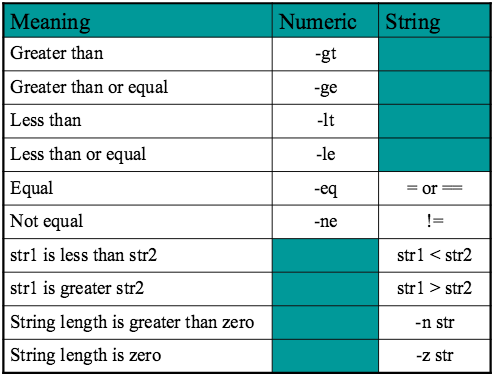 Meaning Numeric String
Greater than -gt
Greater than or equal -ge
Less than -lt
Less than or equal -le
Equal -eq = or ==
Not equal -ne !=
str1 is less than str2 str1 < str2
str1 is greater str2 str1 > str2
String length is greater than zero -n str
String length is zero -z str